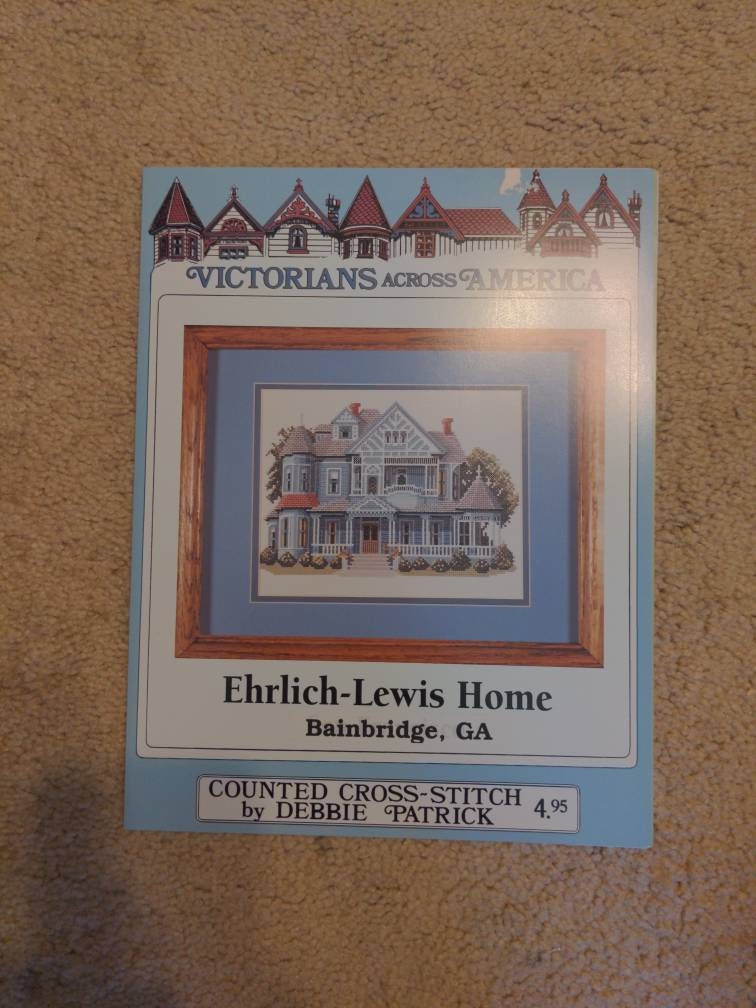 VICTORIANS ACROSS AMERICA
Ehrlich-Lewis Home
Bainbridge, GA
COUNTED CROSS-STITCH
by DEBBIE PATRICK
4.95